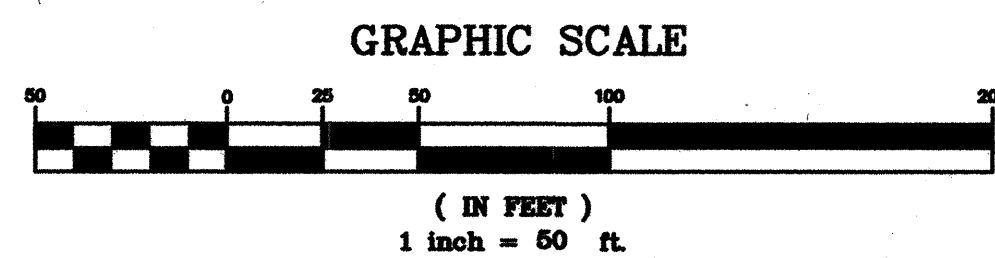 GRAPHIC SCALE
50 0 25 50 100 20
( IN FEET )
1 inch = 50 ft.